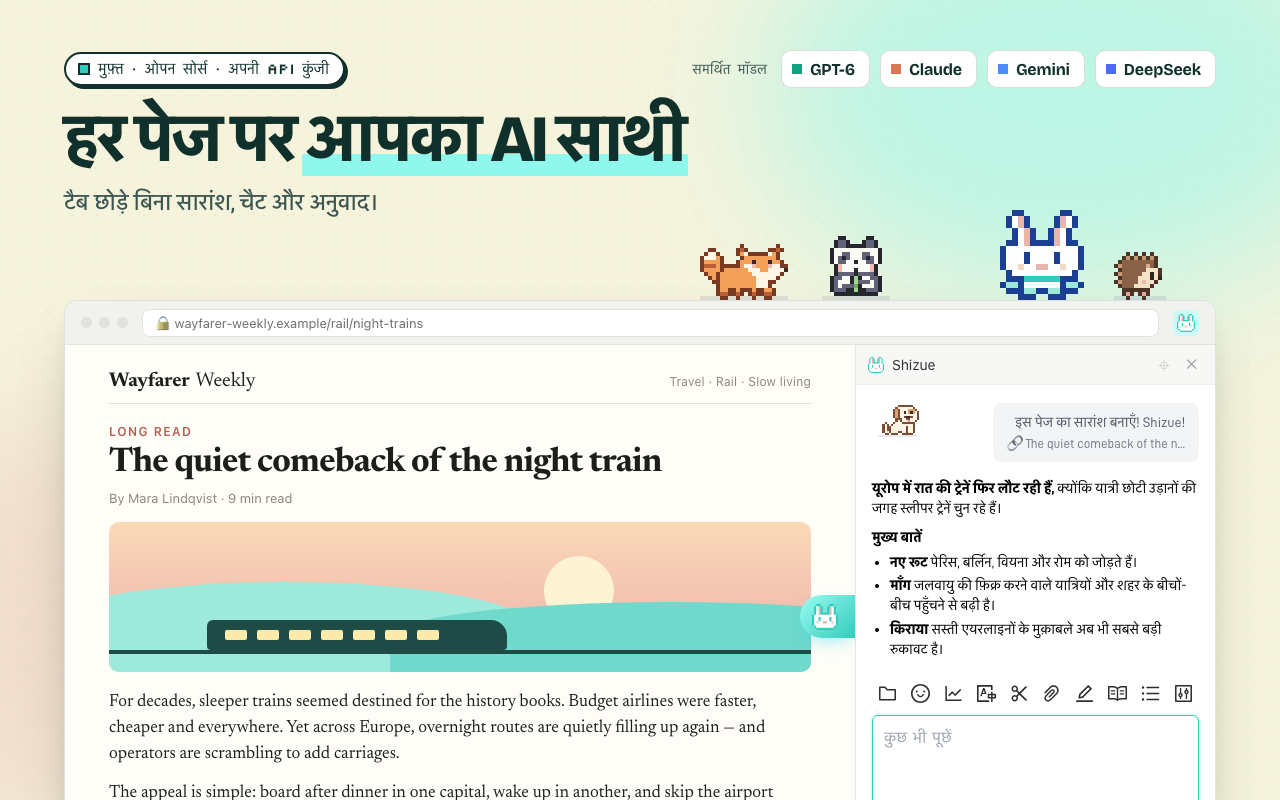 मुफ़्त · ओपन सोर्स · अपनी API कुंजी
समर्थित मॉडल
GPT-6
Claude
Gemini
DeepSeek
हर पेज पर आपका AI साथी
टैब छोड़े बिना सारांश, चैट और अनुवाद।
wayfarer-weekly.example/rail/night-trains
Wayfarer Weekly
Travel · Rail · Slow living
LONG READ
The quiet comeback of the night train
By Mara Lindqvist · 9 min read
For decades, sleeper trains seemed destined for the history books. Budget airlines were faster,
cheaper and everywhere. Yet across Europe, overnight routes are quietly filling up again — and
operators are scrambling to add carriages.
The appeal is simple: board after dinner in one capital, wake up in another, and skip the airport
Shizue
इस पेज का सारांश बनाएँ! Shizue!
The quiet comeback of the n...
यूरोप में रात की ट्रेनें फिर लौट रही हैं, क्योंकि यात्री छोटी उड़ानों की
जगह स्लीपर ट्रेनें चुन रहे हैं।
मुख्य बातें
• नए रूट पेरिस, बर्लिन, वियना और रोम को जोड़ते हैं।
• माँग जलवायु की फ़िक्र करने वाले यात्रियों और शहर के बीचों-
बीच पहुँचने से बढ़ी है।
• किराया सस्ती एयरलाइनों के मुक़ाबले अब भी सबसे बड़ी
रुकावट है।
कुछ भी पूछें